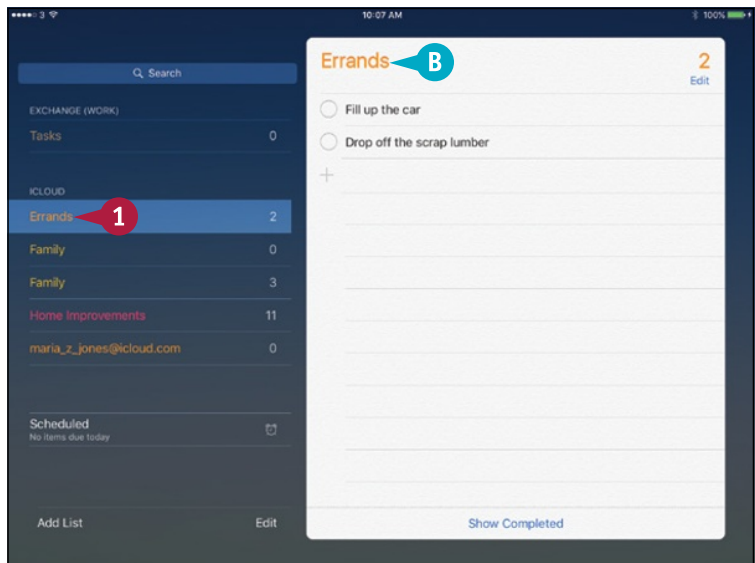 3
10:07 AM
100%
Search
EXCHANGE (WORK)
Tasks 0
ICLOUD
Errands 1 2
Family 0
Family 3
Home Improvements 11
maria_z_jones@icloud.com 0
Scheduled
No items due today
Add List Edit
Errands B 2
Edit
Fill up the car
Drop off the scrap lumber
+
Show Completed